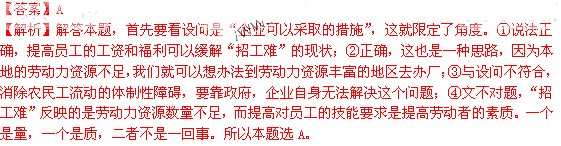 【答案】A
【解析】解答本题，首先要看设问是“企业可以采取的措施”，这就限定了角度。①说法正
确，提高员工的工资和福利可以缓解“招工难”的现状；②正确，这也是一种思路，因为本
地的劳动力资源不足，我们就可以想办法到劳动力资源丰富的地区去办厂；③与设问不符合，
消除农民工流动的体制性障碍，要靠政府，企业自身无法解决这个问题；④文不对题，“招
工难”反映的是劳动力资源数量不足，而提高对员工的技能要求是提高劳动者的素质。一个
是量，一个是质，二者不是一回事。所以本题选 A。